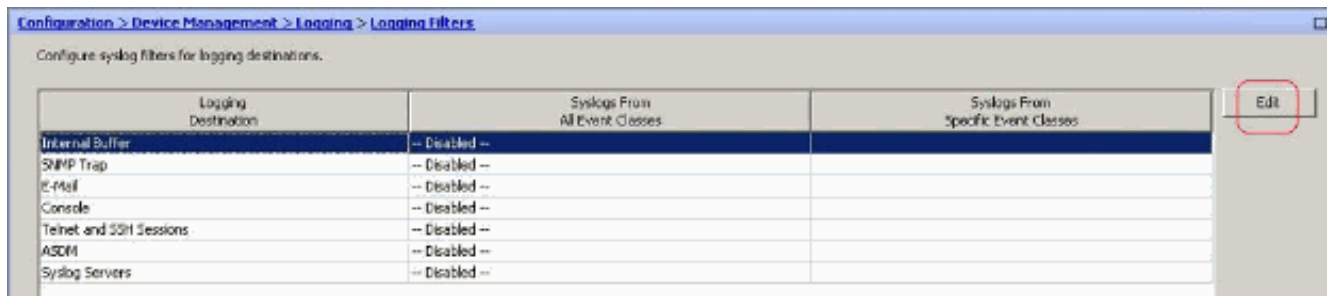 Configuration > Device Management > Logging > Logging Filters
Configure syslog filters for logging destinations.
Logging Destination
Syslogs From All Event Classes
Syslogs From Specific Event Classes
Edit
Internal Buffer -- Disabled --
SNMP Trap -- Disabled --
E-Mail -- Disabled --
Console -- Disabled --
Telnet and SSH Sessions -- Disabled --
ASDM -- Disabled --
Syslog Servers -- Disabled --